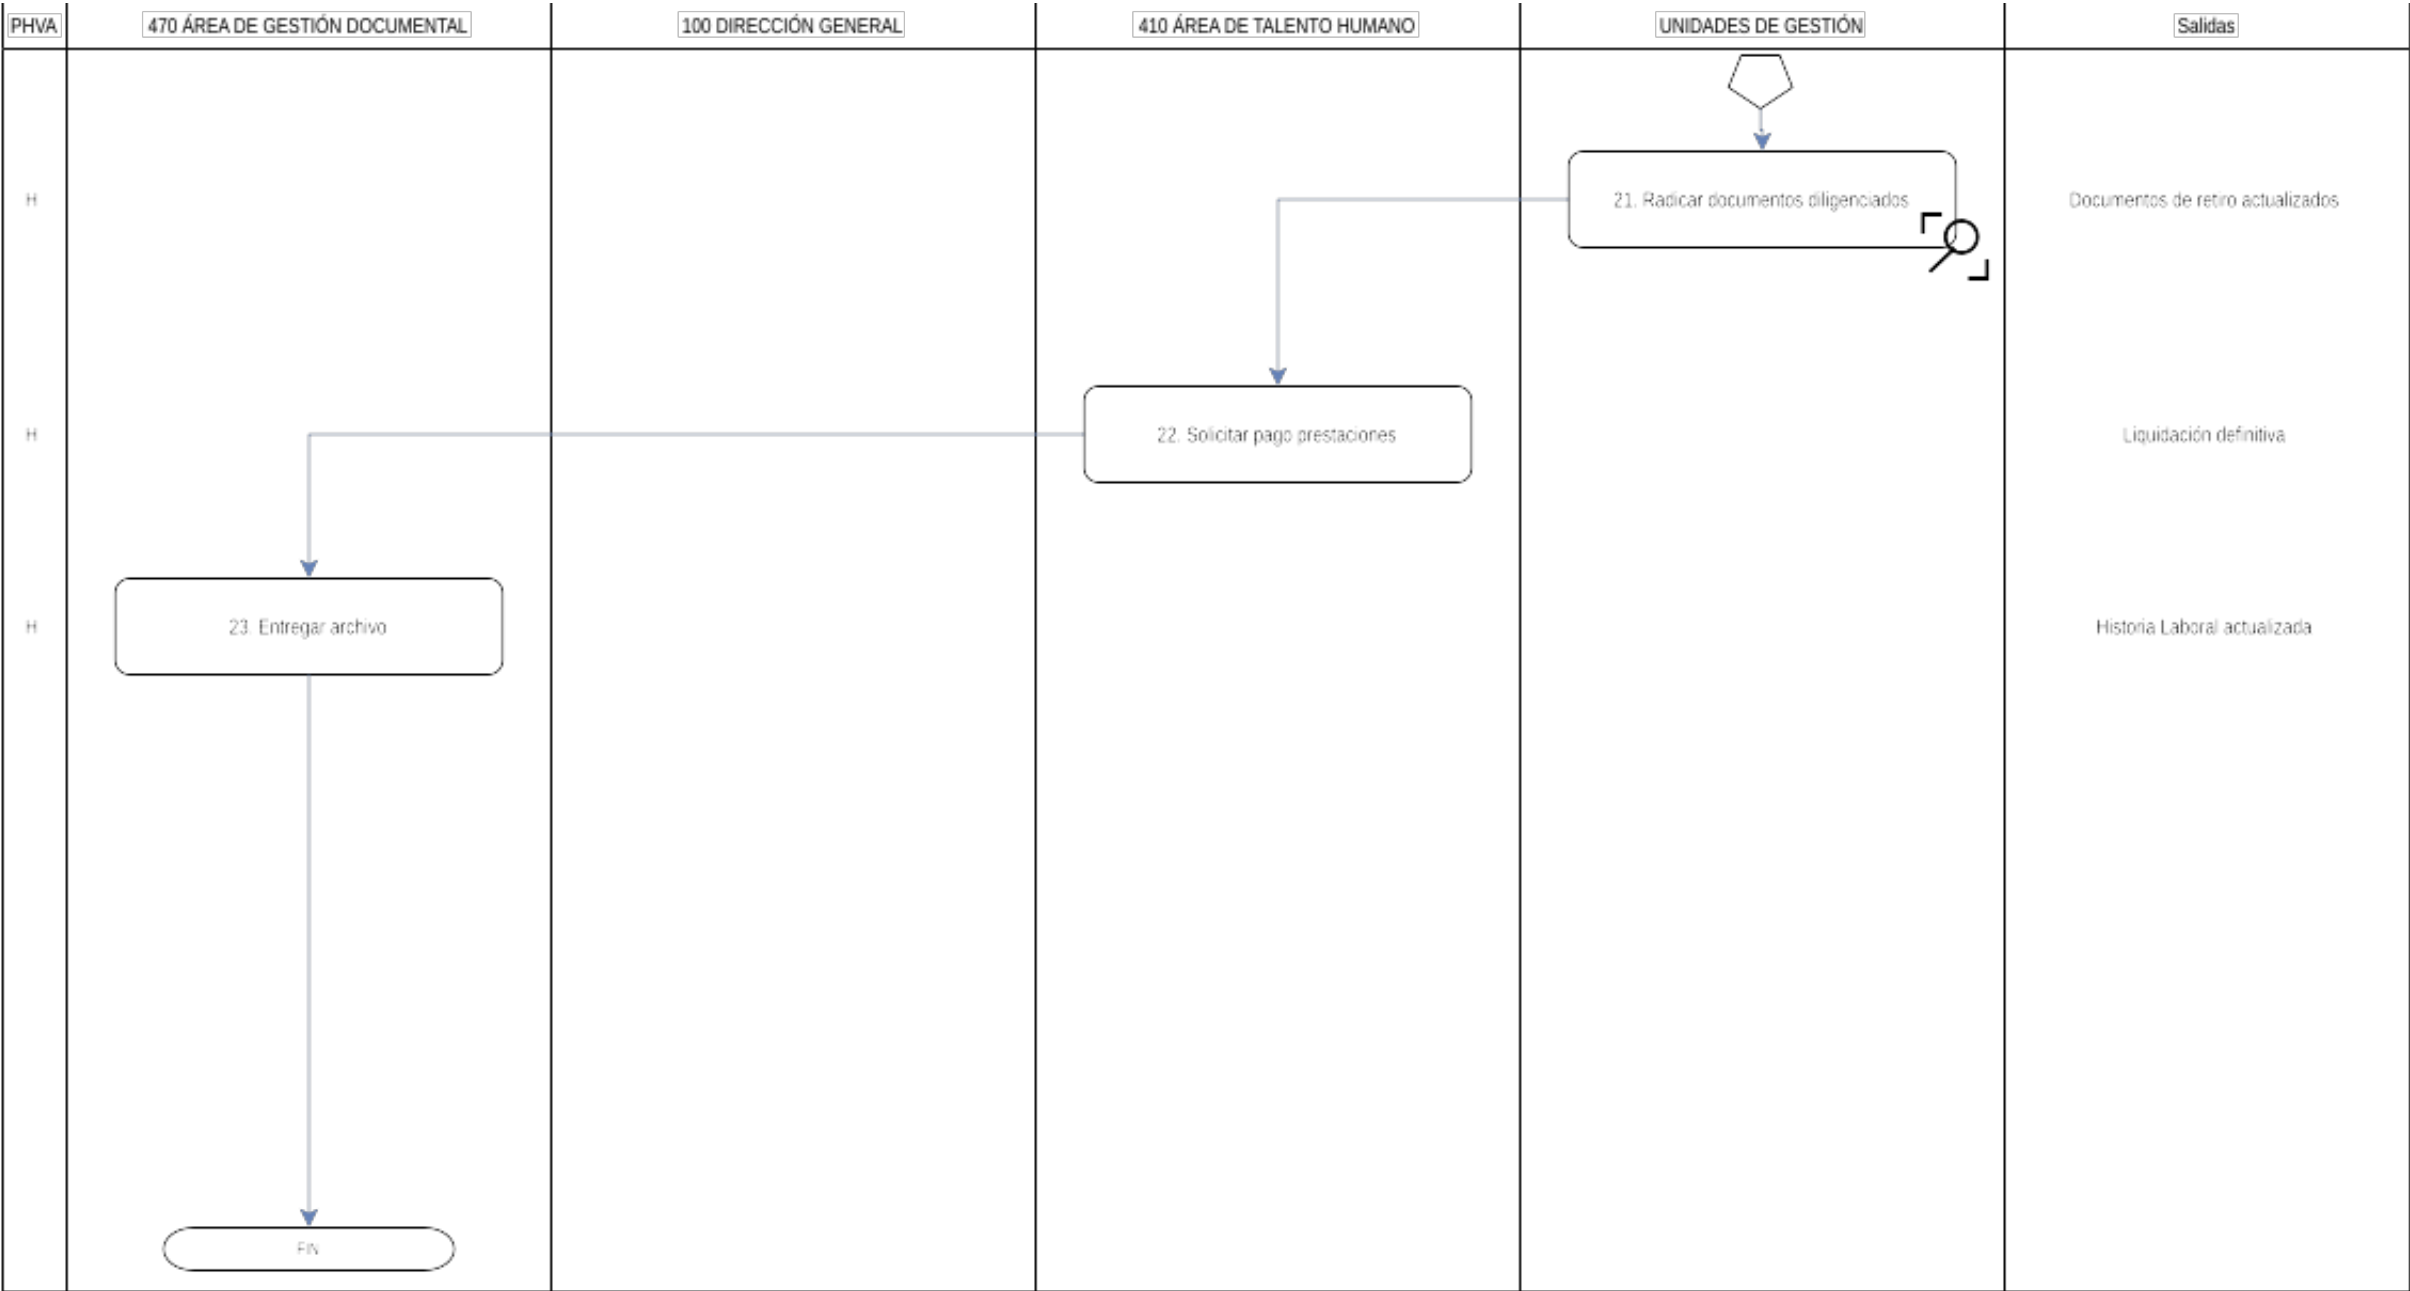 PHVA
470 ÁREA DE GESTIÓN DOCUMENTAL
100 DIRECCIÓN GENERAL
410 ÁREA DE TALENTO HUMANO
UNIDADES DE GESTIÓN
Salidas
H
21. Radicar documentos diligenciados
Documentos de retiro actualizados
H
22. Solicitar pago prestaciones
Liquidación definitiva
H
23. Entregar archivo
Historia Laboral actualizada
FIN